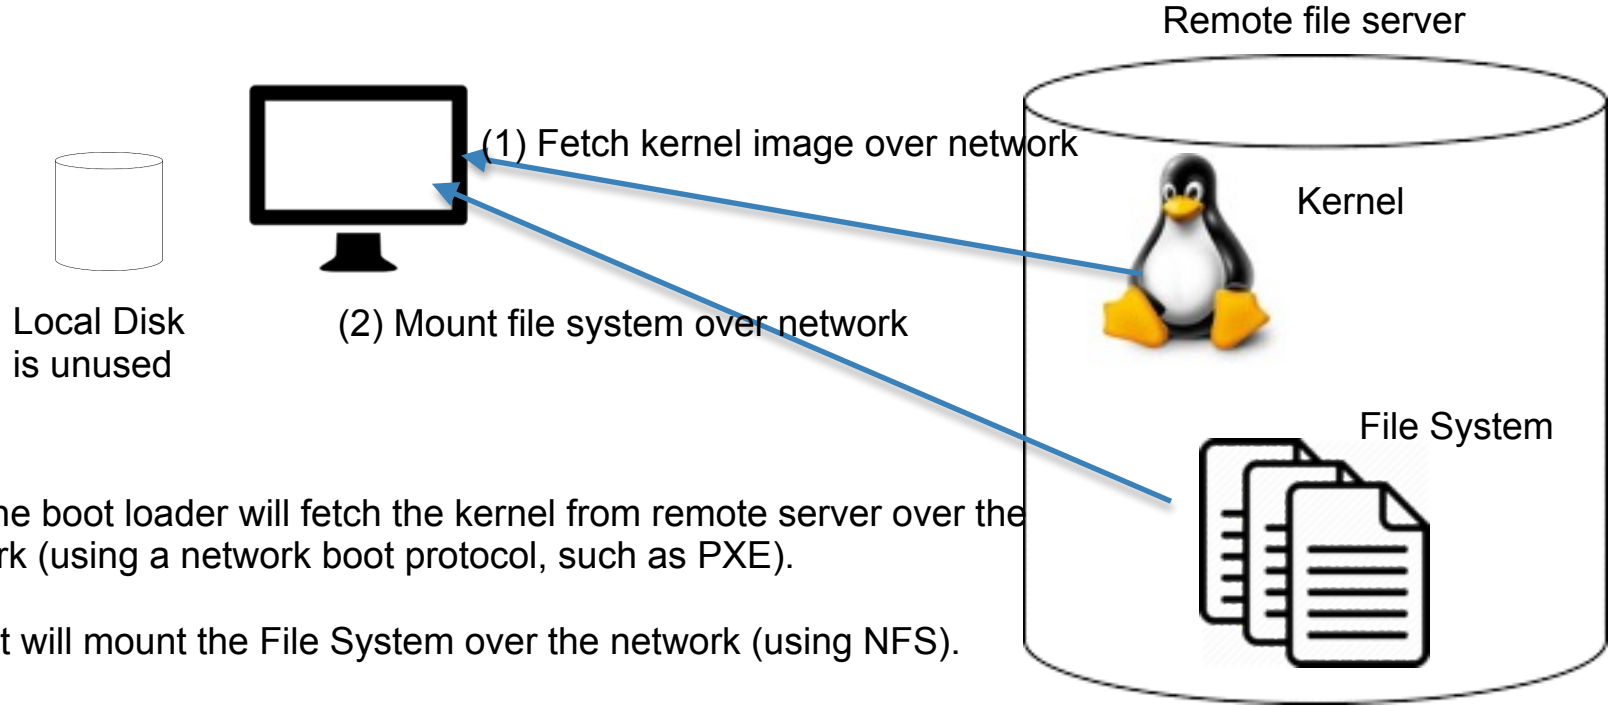 Remote file server
(1) Fetch kernel image over network
Kernel
Local Disk
is unused
(2) Mount file system over network
File System
he boot loader will fetch the kernel from remote server over the
rk (using a network boot protocol, such as PXE).
t will mount the File System over the network (using NFS).